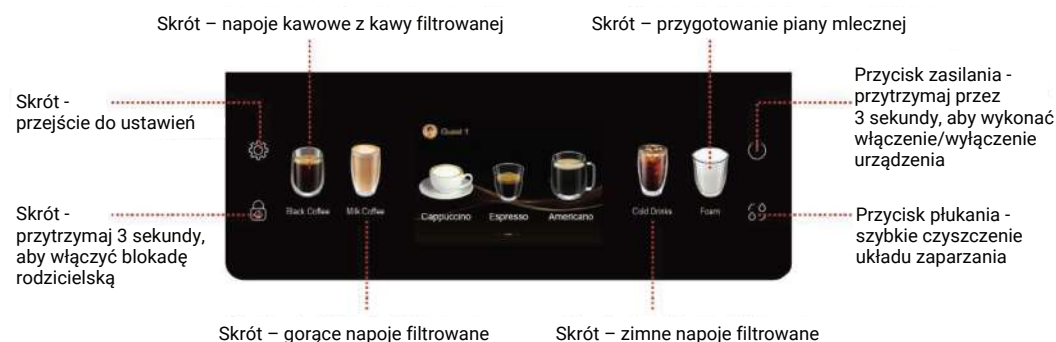 Skrót – napoje kawowe z kawy filtrowanej
Skrót – przygotowanie piany mlecznej
Skrót -
przejście do ustawień
Przycisk zasilania -
przytrzymaj przez
3 sekundy, aby wykonać
włączenie/wyłączenie
urządzenia
Guest 1
Black Coffee
Milk Coffee
Cappuccino
Espresso
Americano
Cold Drinks
Foam
Skrót -
przytrzymaj 3 sekundy,
aby włączyć blokadę
rodzicielską
Przycisk płukania -
szybkie czyszczenie
układu zaparzania
Skrót – gorące napoje filtrowane
Skrót – zimne napoje filtrowane